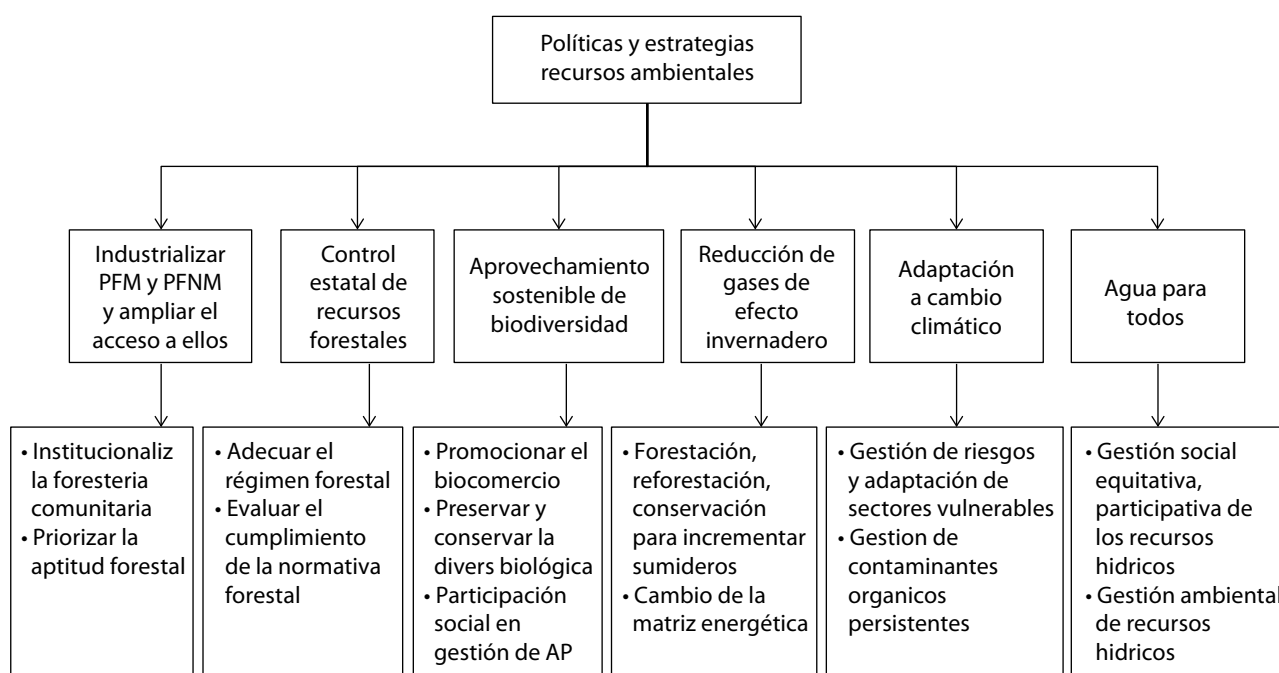 Políticas y estrategias
recursos ambientales
Industrializar
PFM y PFNM
y ampliar el
acceso a ellos
Control
estatal de
recursos
forestales
Aprovechamiento
sostenible de
biodiversidad
Reducción de
gases de
efecto
invernadero
Adaptación
a cambio
climático
Agua para
todos
• Institucionaliz
la foresteria
comunitaria
• Priorizar la
aptitud forestal
• Adecuar el
régimen forestal
• Evaluar el
cumplimiento
de la normativa
forestal
• Promocionar el
biocomercio
• Preservar y
conservar la
divers biológica
• Participación
social en
gestión de AP
• Forestación,
reforestación,
conservación
para incrementar
sumideros
• Cambio de la
matriz energética
• Gestión de riesgos
y adaptación de
sectores vulnerables
• Gestion de
contaminantes
organicos
persistentes
• Gestión social
equitativa,
participativa de
los recursos
hidricos
• Gestión ambiental
de recursos
hidricos